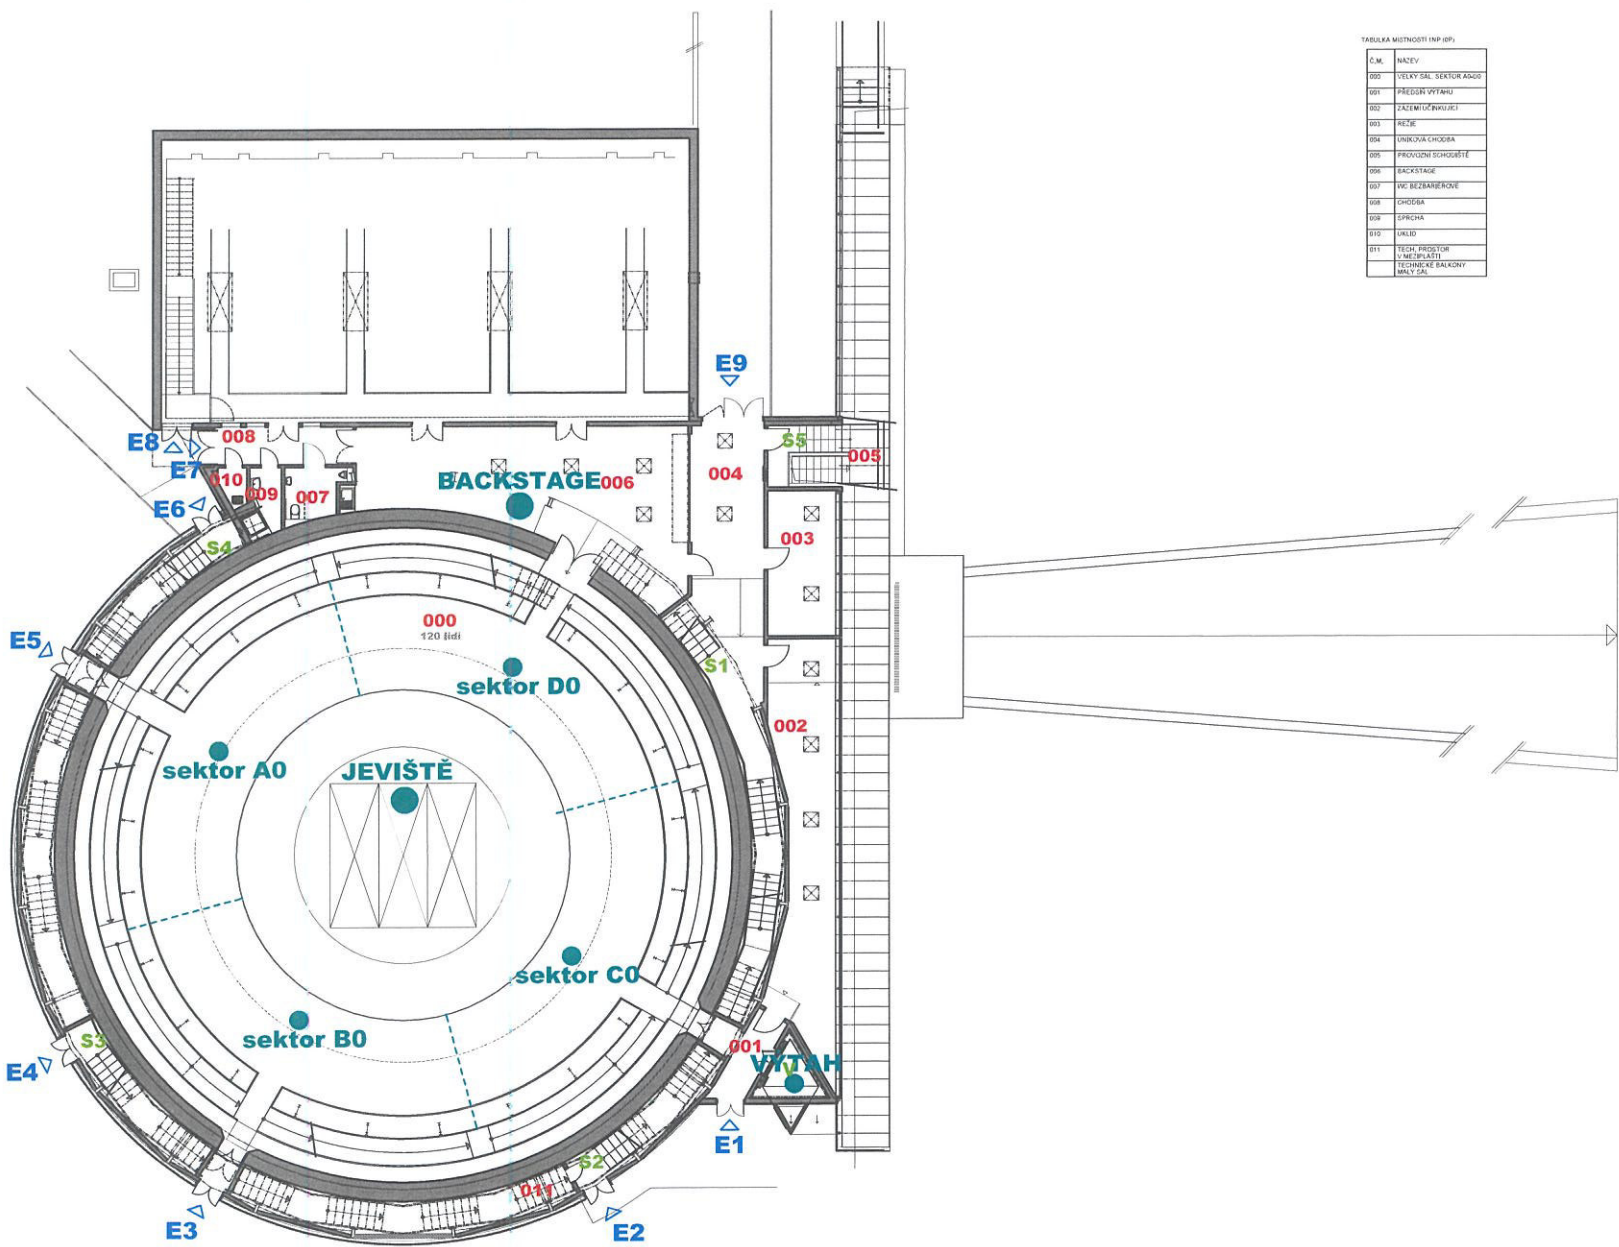 TABULKA MÍSTNOSTÍ 1NP (0P)
Č.M. NÁZEV
000 VELKÝ SÁL, SEKTOR A0-D0
001 PŘEDSÍŇ VÝTAHU
002 ZÁZEMÍ ÚČINKUJÍCÍ
003 REŽIE
004 ÚNIKOVÁ CHODBA
005 PROVOZNÍ SCHODIŠTĚ
006 BACKSTAGE
007 WC BEZBARIÉROVÉ
008 CHODBA
009 SPRCHA
010 ÚKLID
011 TECH. PROSTOR
V MEZIPLÁŠTI
TECHNICKÉ BALKONY
MALÝ SÁL
E9
E8
008
S5
E7
005
010
009
007
BACKSTAGE
006
004
E6
003
S4
000
120 lidí
E5
S1
sektor D0
002
sektor A0
JEVIŠTĚ
sektor C0
sektor B0
S3
001
VÝTAH
V
E4
E1
S2
011
E3
E2